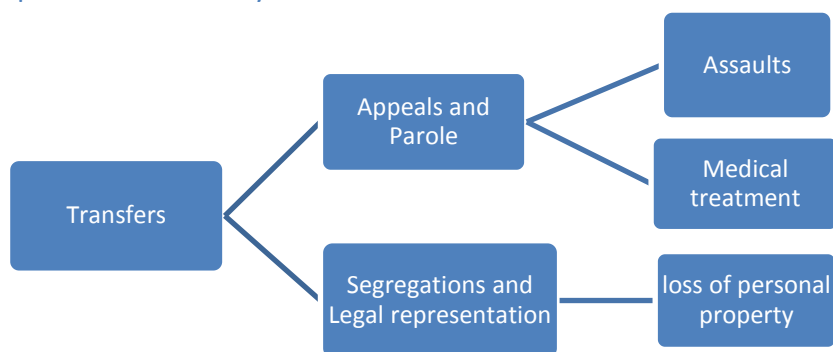 Transfers
Appeals and
Parole
Segregations and
Legal representation
Assaults
Medical
treatment
loss of personal
property